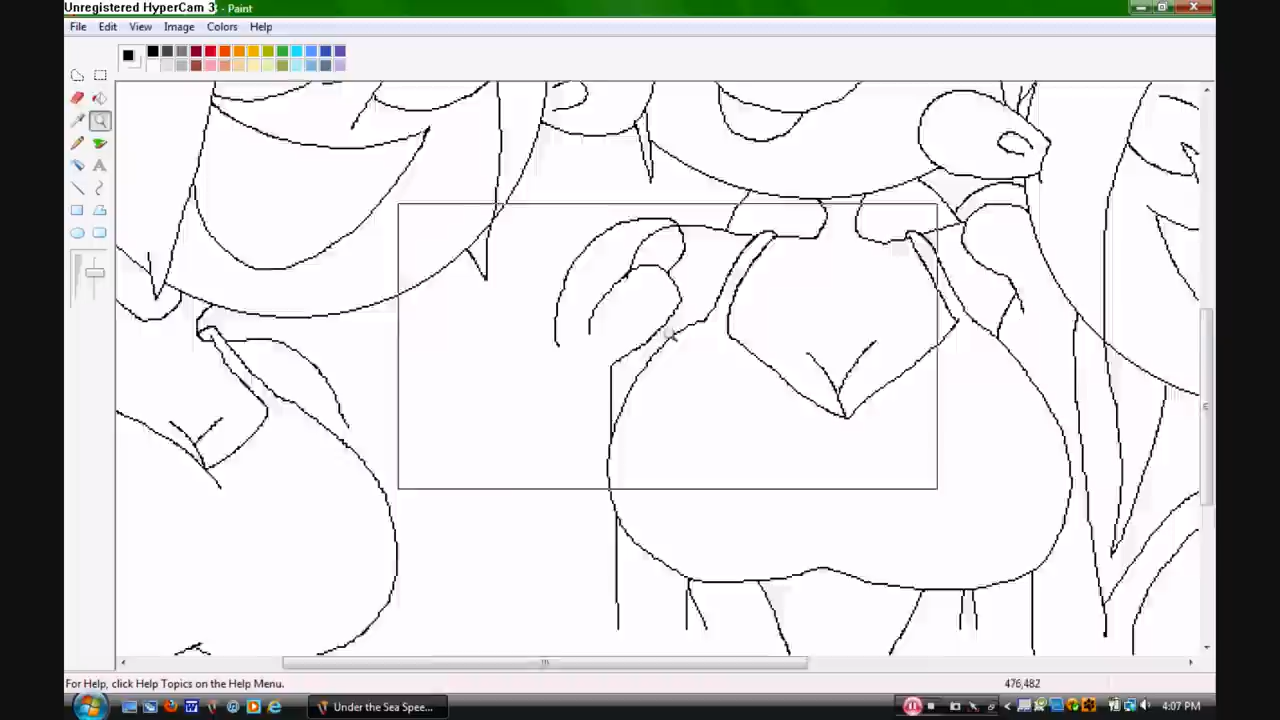 Unregistered HyperCam 3
- Paint
File Edit View Image Colors Help
For Help, click Help Topics on the Help Menu.
476,482
Under the Sea Spee...
4:07 PM